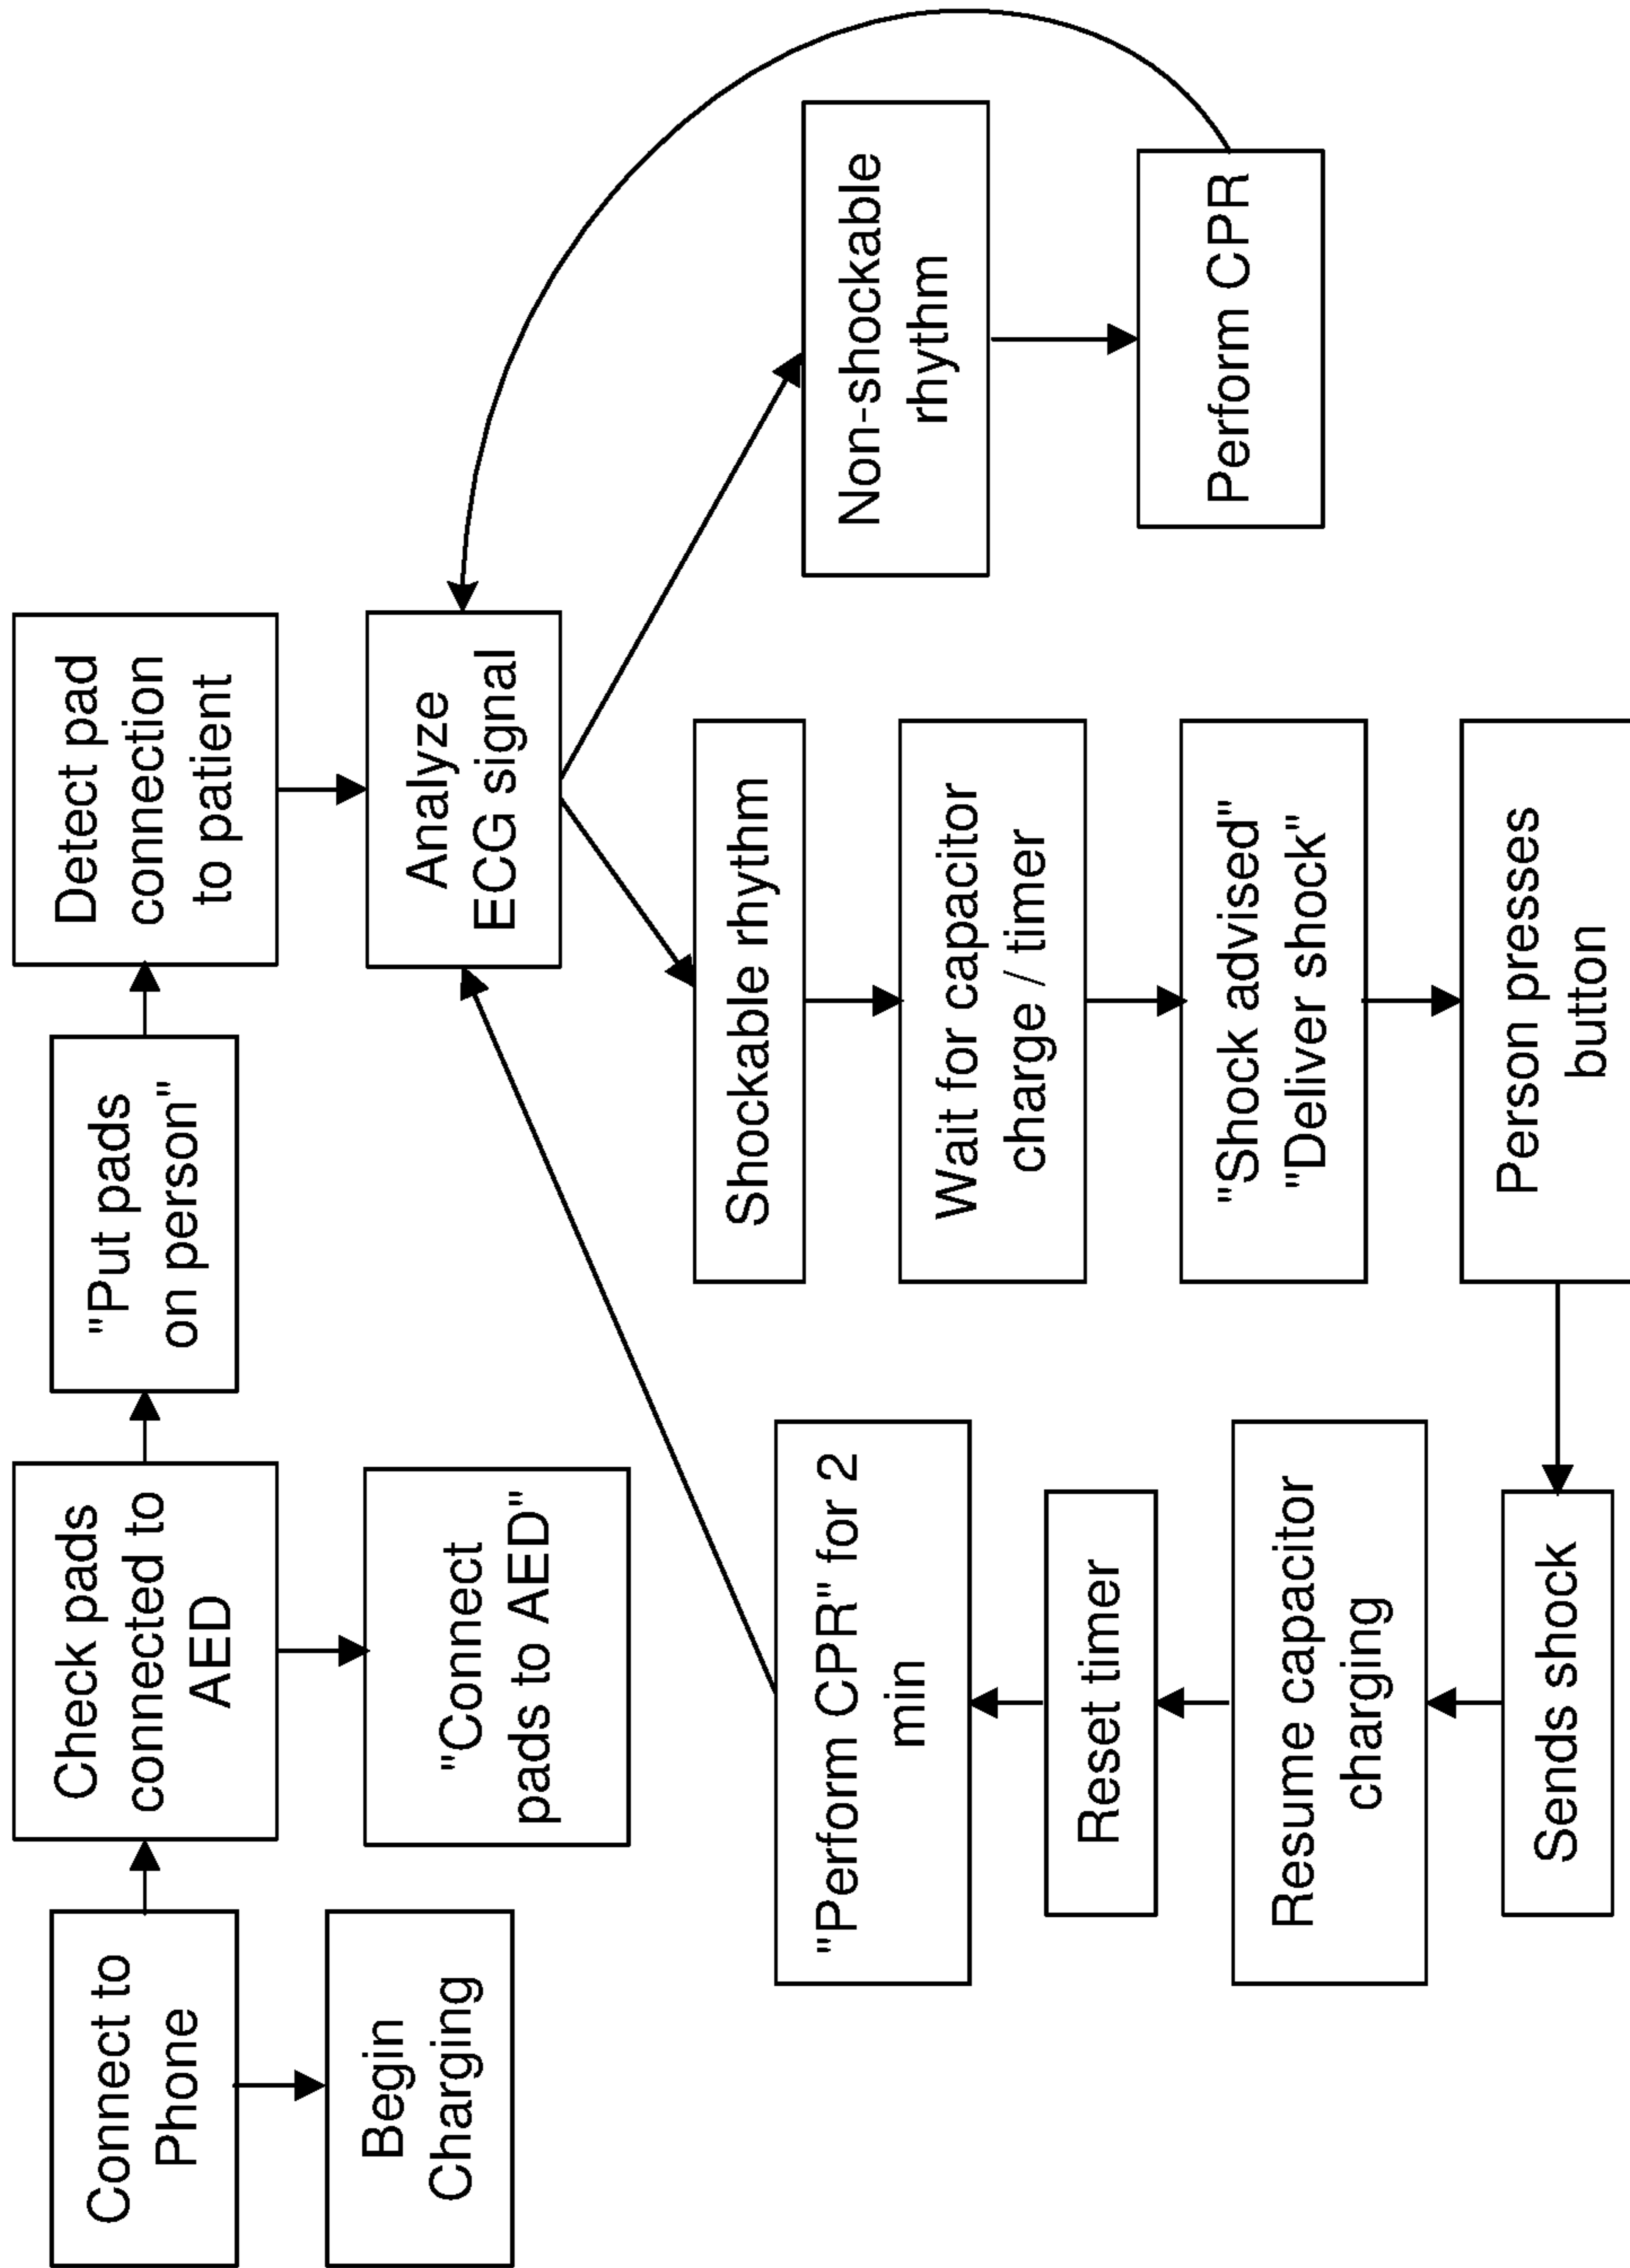 Connect to
Phone
Begin
Charging
Check pads
connected to
AED
"Connect
pads to AED"
"Put pads
on person"
Detect pad
connection
to patient
Analyze
ECG signal
Shockable rhythm
Wait for capacitor
charge / timer
"Shock advised"
"Deliver shock"
Person presses
button
Sends shock
Resume capacitor
charging
Reset timer
"Perform CPR" for 2
min
Non-shockable
rhythm
Perform CPR